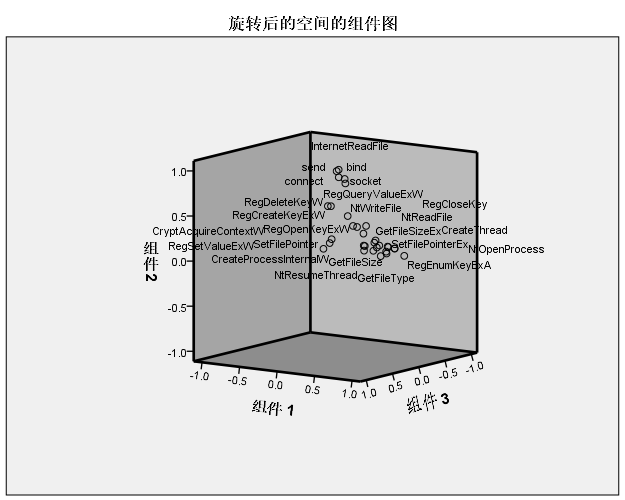 旋转后的空间的组件图
InternetReadFile
send bind
connect socket
RegQueryValueExW
RegDeleteKeyW NtWriteFile RegCloseKey
RegCreateKeyExW NtReadFile
CryptAcquireContextW RegOpenKeyExW GetFileSizeEx CreateThread
RegSetValueExW SetFilePointer SetFilePointerEx NtOpenProcess
CreateProcessInternalW GetFileSize RegEnumKeyExA
NtResumeThread GetFileType
1.0
0.5
0.0
-0.5
-1.0
组件 2
-1.0 -0.5 0.0 0.5 1.0
组件 1
1.0 0.5 0.0 -0.5 -1.0
组件 3